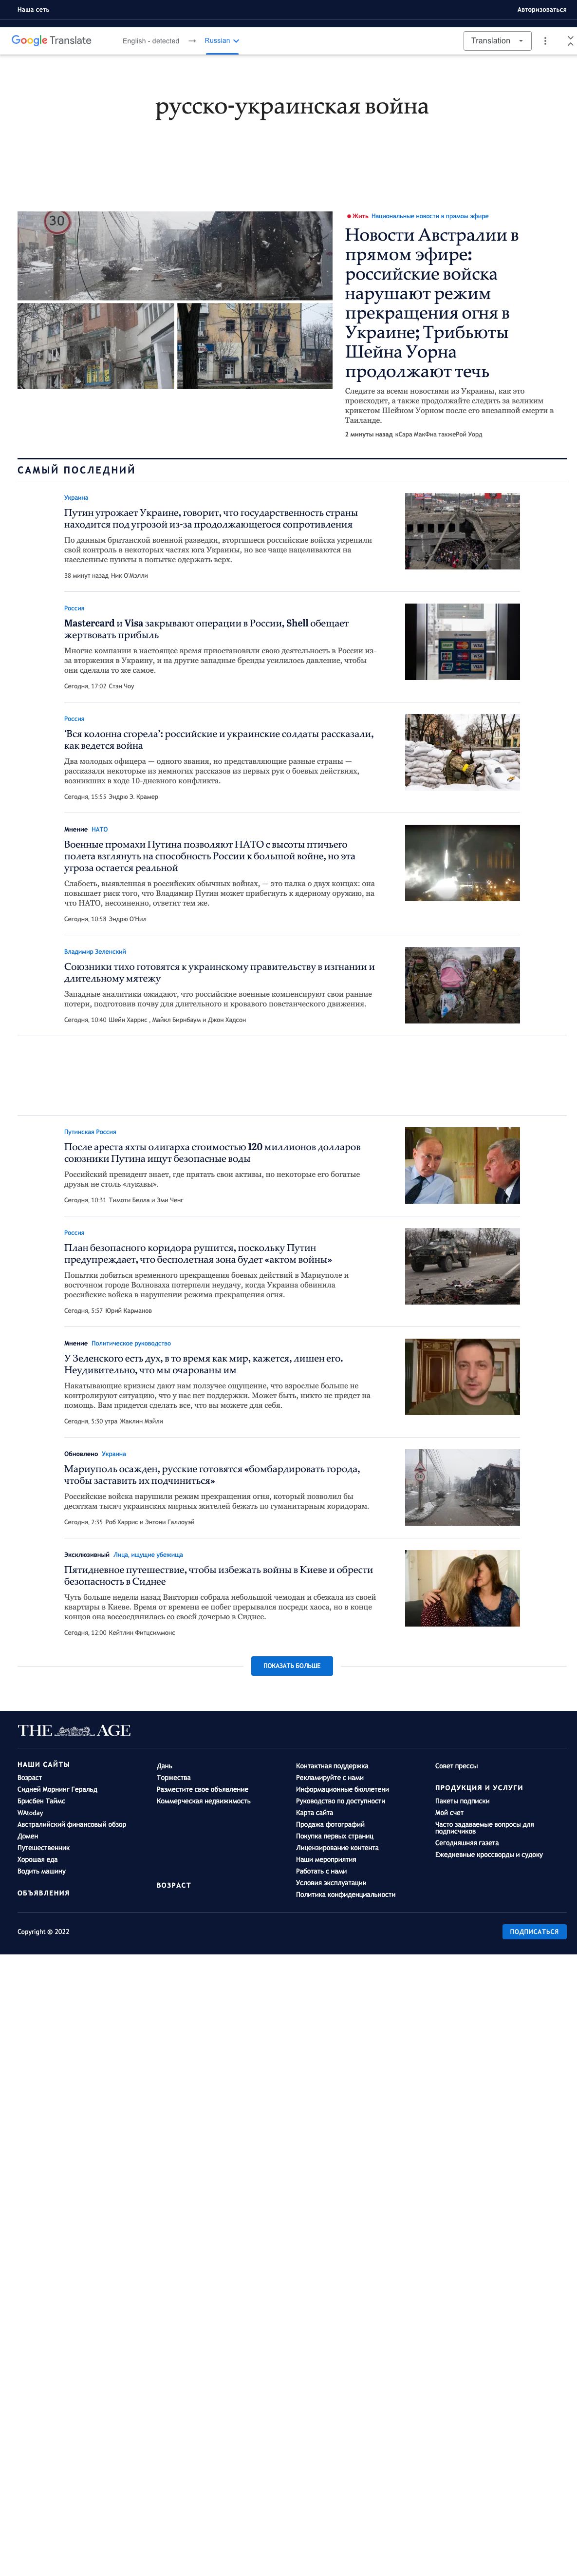 Наша сеть
Авторизоваться
Google Translate
English - detected → Russian
Translation
русско-украинская война
30
Жить Национальные новости в прямом эфире
Новости Австралии в
прямом эфире:
российские войска
нарушают режим
прекращения огня в
Украине; Трибьюты
Шейна Уорна
продолжают течь
Следите за всеми новостями из Украины, как это
происходит, а также продолжайте следить за великим
крикетом Шейном Уорном после его внезапной смерти в
Таиланде.
2 минуты назад кСара МакФиа такжеРой Уорд
САМЫЙ ПОСЛЕДНИЙ
Украина
Путин угрожает Украине, говорит, что государственность страны
находится под угрозой из-за продолжающегося сопротивления
По данным британской военной разведки, вторгшиеся российские войска укрепили
свой контроль в некоторых частях юга Украины, но все чаще нацеливаются на
населенные пункты в попытке одержать верх.
38 минут назад Ник О'Мэлли
Россия
Mastercard и Visa закрывают операции в России, Shell обещает
жертвовать прибыль
Многие компании в настоящее время приостановили свою деятельность в России из-
за вторжения в Украину, и на другие западные бренды усилилось давление, чтобы
они сделали то же самое.
Сегодня, 17:02 Стэн Чоу
Россия
‘Вся колонна сгорела’: российские и украинские солдаты рассказали,
как ведется война
Два молодых офицера — одного звания, но представляющие разные страны —
рассказали некоторые из немногих рассказов из первых рук о боевых действиях,
возникших в ходе 10-дневного конфликта.
Сегодня, 15:55 Эндрю Э. Крамер
Мнение НАТО
Военные промахи Путина позволяют НАТО с высоты птичьего
полета взглянуть на способность России к большой войне, но эта
угроза остается реальной
Слабость, выявленная в российских обычных войнах, — это палка о двух концах: она
повышает риск того, что Владимир Путин может прибегнуть к ядерному оружию, на
что НАТО, несомненно, ответит тем же.
Сегодня, 10:58 Эндрю О'Нил
Владимир Зеленский
Союзники тихо готовятся к украинскому правительству в изгнании и
длительному мятежу
Западные аналитики ожидают, что российские военные компенсируют свои ранние
потери, подготовив почву для длительного и кровавого повстанческого движения.
Сегодня, 10:40 Шейн Харрис , Майкл Бирнбаум и Джон Хадсон
Путинская Россия
После ареста яхты олигарха стоимостью 120 миллионов долларов
союзники Путина ищут безопасные воды
Российский президент знает, где прятать свои активы, но некоторые его богатые
друзья не столь «лукавы».
Сегодня, 10:31 Тимоти Белла и Эми Ченг
Россия
План безопасного коридора рушится, поскольку Путин
предупреждает, что бесполетная зона будет «актом войны»
Попытки добиться временного прекращения боевых действий в Мариуполе и
восточном городе Волноваха потерпели неудачу, когда Украина обвинила
российские войска в нарушении режима прекращения огня.
Сегодня, 5:57 Юрий Карманов
Мнение Политическое руководство
У Зеленского есть дух, в то время как мир, кажется, лишен его.
Неудивительно, что мы очарованы им
Накатывающие кризисы дают нам ползучее ощущение, что взрослые больше не
контролируют ситуацию, что у нас нет поддержки. Может быть, никто не придет на
помощь. Вам придется сделать все, что вы можете для себя.
Сегодня, 5:30 утра Жаклин Мэйли
Обновлено Украина
Мариуполь осажден, русские готовятся «бомбардировать города,
чтобы заставить их подчиниться»
Российские войска нарушили режим прекращения огня, который позволил бы
десяткам тысяч украинских мирных жителей бежать по гуманитарным коридорам.
Сегодня, 2:35 Роб Харрис и Энтони Галлоуэй
Эксклюзивный Лица, ищущие убежища
Пятидневное путешествие, чтобы избежать войны в Киеве и обрести
безопасность в Сиднее
Чуть больше недели назад Виктория собрала небольшой чемодан и сбежала из своей
квартиры в Киеве. Время от времени ее побег прерывался посреди хаоса, но в конце
концов она воссоединилась со своей дочерью в Сиднее.
Сегодня, 12:00 Кейтлин Фитцсиммонс
ПОКАЗАТЬ БОЛЬШЕ
THE AGE
НАШИ САЙТЫ
Возраст
Сидней Морнинг Геральд
Брисбен Таймс
WAtoday
Австралийский финансовый обзор
Домен
Путешественник
Хорошая еда
Водить машину
ОБЪЯВЛЕНИЯ
Дань
Торжества
Разместите свое объявление
Коммерческая недвижимость
ВОЗРАСТ
Контактная поддержка
Рекламируйте с нами
Информационные бюллетени
Руководство по доступности
Карта сайта
Продажа фотографий
Покупка первых страниц
Лицензирование контента
Наши мероприятия
Работать с нами
Условия эксплуатации
Политика конфиденциальности
Совет прессы
ПРОДУКЦИЯ И УСЛУГИ
Пакеты подписки
Мой счет
Часто задаваемые вопросы для
подписчиков
Сегодняшняя газета
Ежедневные кроссворды и судоку
Copyright © 2022
ПОДПИСАТЬСЯ